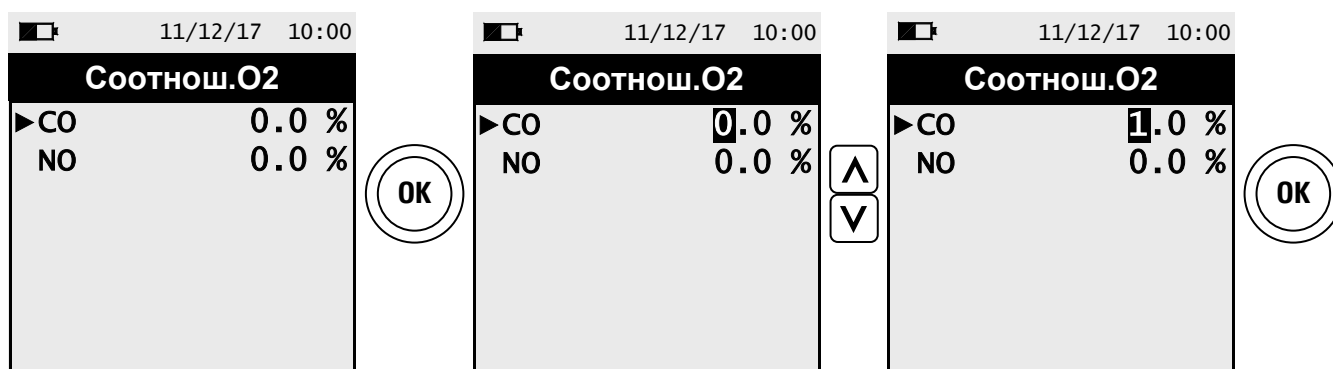 11/12/17 10:00
Соотнош.O2
►CO 0.0 %
NO 0.0 %
OK
11/12/17 10:00
Соотнош.O2
►CO 0.0 %
NO 0.0 %
11/12/17 10:00
Соотнош.O2
►CO 1.0 %
NO 0.0 %
OK